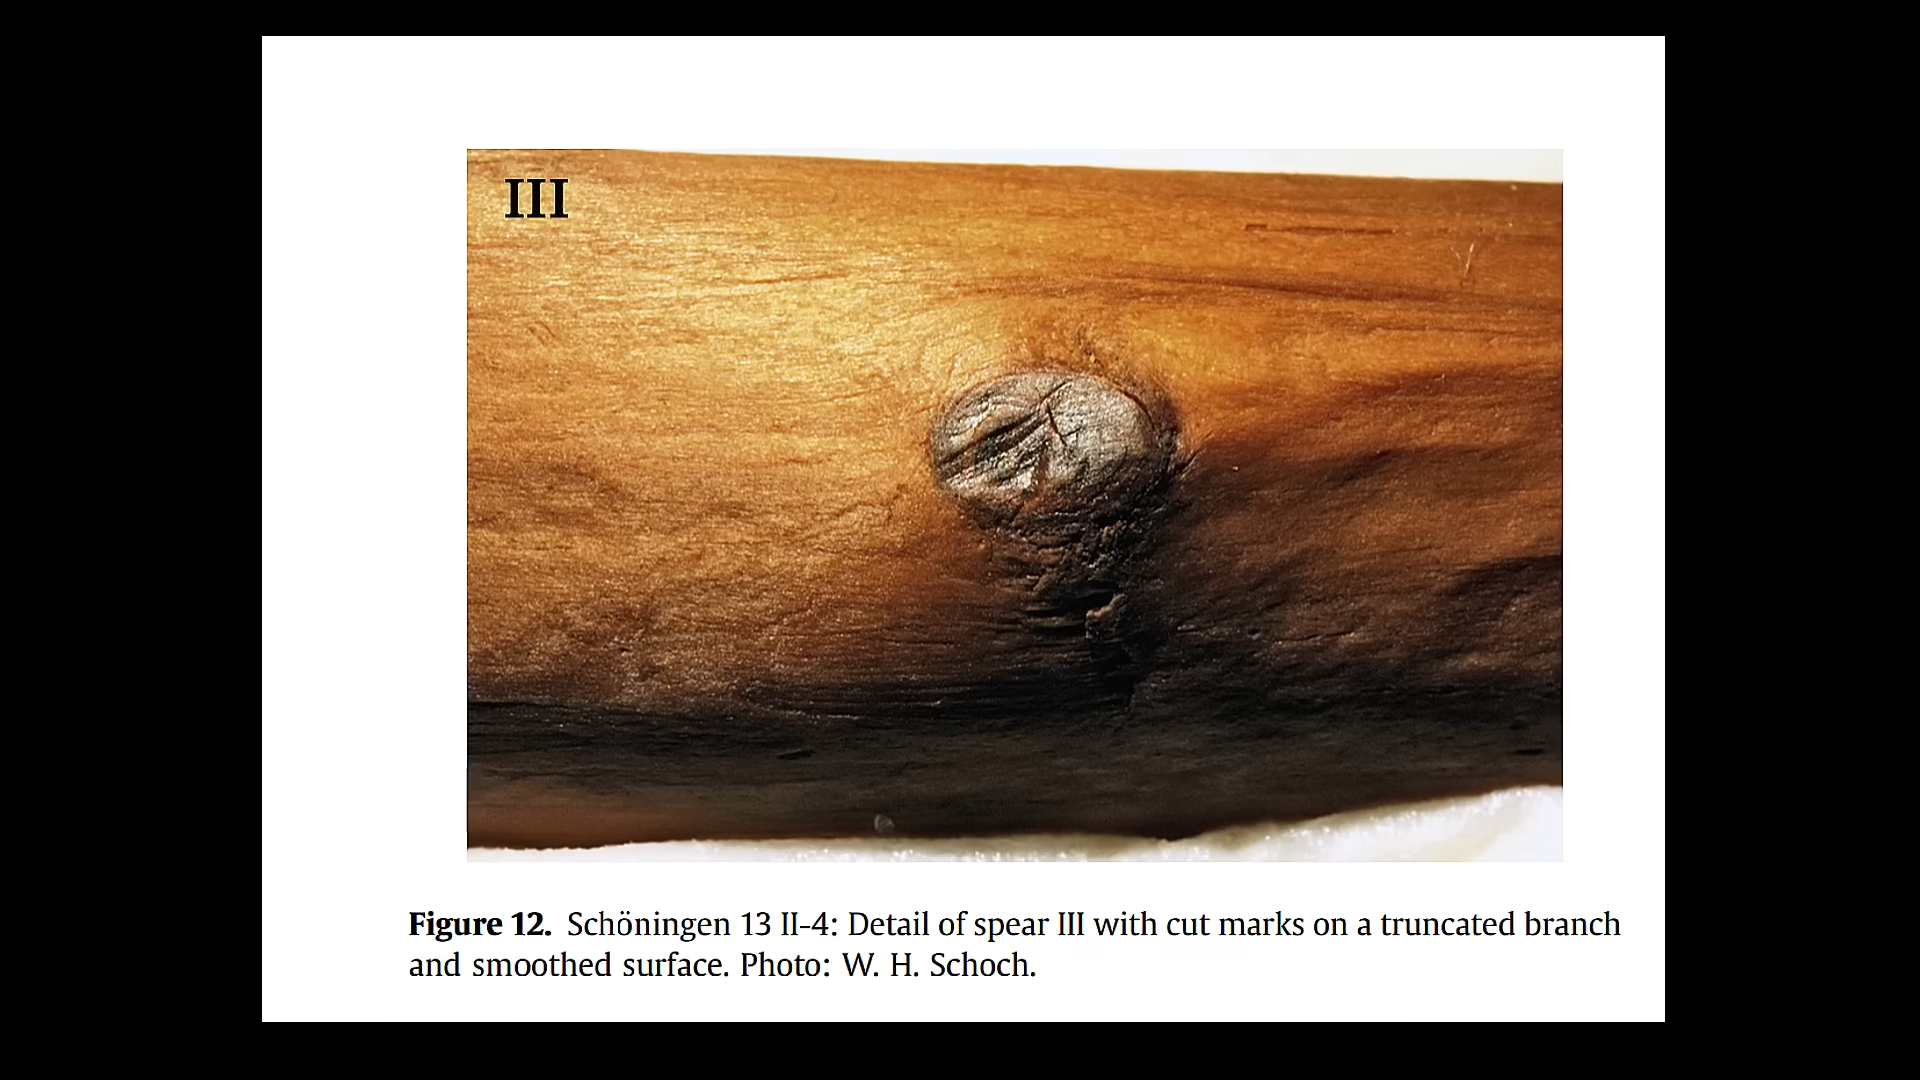 III
Figure 12. Schöningen 13 II-4: Detail of spear III with cut marks on a truncated branch
and smoothed surface. Photo: W. H. Schoch.